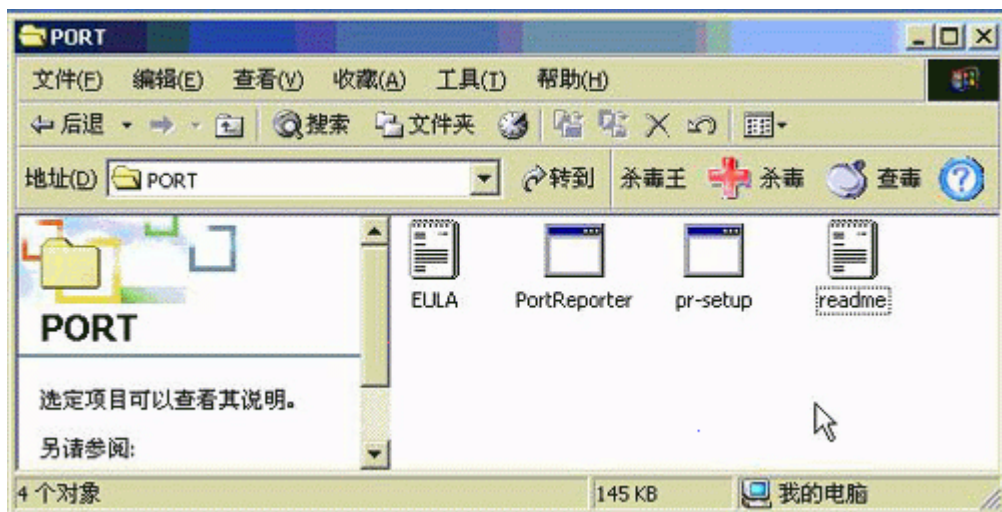 PORT
文件(F) 编辑(E) 查看(V) 收藏(A) 工具(T) 帮助(H)
后退 搜索 文件夹
地址(D) PORT 转到 杀毒王 杀毒 查毒
EULA PortReporter pr-setup readme
PORT
选定项目可以查看其说明。
另请参阅:
4 个对象 145 KB 我的电脑